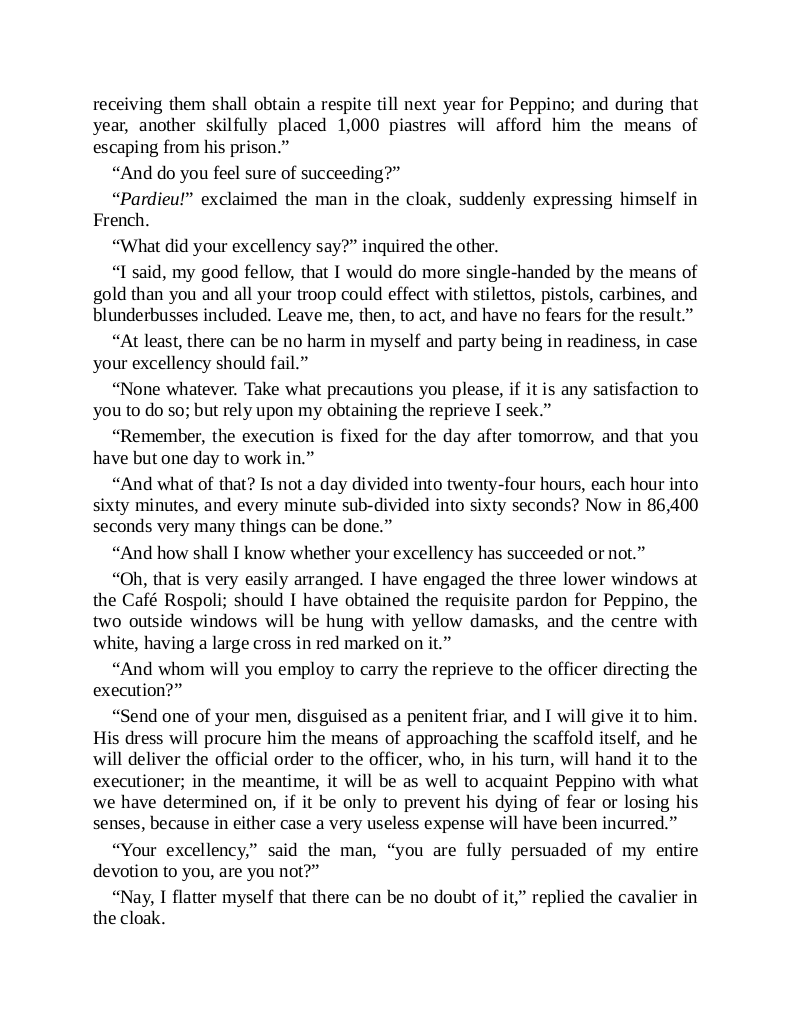 receiving them shall obtain a respite till next year for Peppino; and during that
year, another skilfully placed 1,000 piastres will afford him the means of
escaping from his prison.”
“And do you feel sure of succeeding?”
“Pardieu!” exclaimed the man in the cloak, suddenly expressing himself in
French.
“What did your excellency say?” inquired the other.
“I said, my good fellow, that I would do more single-handed by the means of
gold than you and all your troop could effect with stilettos, pistols, carbines, and
blunderbusses included. Leave me, then, to act, and have no fears for the result.”
“At least, there can be no harm in myself and party being in readiness, in case
your excellency should fail.”
“None whatever. Take what precautions you please, if it is any satisfaction to
you to do so; but rely upon my obtaining the reprieve I seek.”
“Remember, the execution is fixed for the day after tomorrow, and that you
have but one day to work in.”
“And what of that? Is not a day divided into twenty-four hours, each hour into
sixty minutes, and every minute sub-divided into sixty seconds? Now in 86,400
seconds very many things can be done.”
“And how shall I know whether your excellency has succeeded or not.”
“Oh, that is very easily arranged. I have engaged the three lower windows at
the Café Rospoli; should I have obtained the requisite pardon for Peppino, the
two outside windows will be hung with yellow damasks, and the centre with
white, having a large cross in red marked on it.”
“And whom will you employ to carry the reprieve to the officer directing the
execution?”
“Send one of your men, disguised as a penitent friar, and I will give it to him.
His dress will procure him the means of approaching the scaffold itself, and he
will deliver the official order to the officer, who, in his turn, will hand it to the
executioner; in the meantime, it will be as well to acquaint Peppino with what
we have determined on, if it be only to prevent his dying of fear or losing his
senses, because in either case a very useless expense will have been incurred.”
“Your excellency,” said the man, “you are fully persuaded of my entire
devotion to you, are you not?”
“Nay, I flatter myself that there can be no doubt of it,” replied the cavalier in
the cloak.